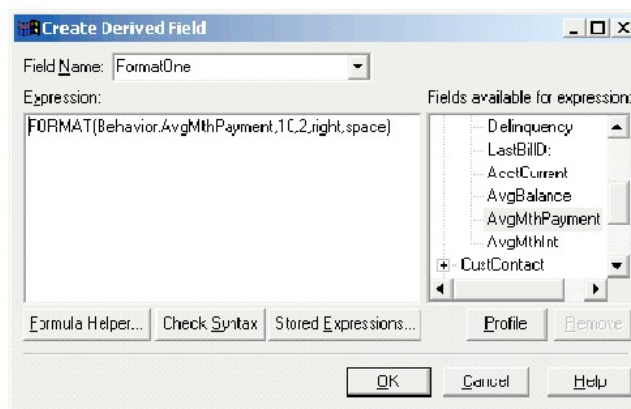 Create Derived Field
Field Name: FormatOne
Expression:
Fields available for expression:
FORMAT(Behavior.AvgMthPayment,10,2,right,space)
Delinquency
LastBillD:
AcctCurrent
AvgBalance
AvgMthPayment
AvgMthInt
CustContact
Formula Helper...
Check Syntax
Stored Expressions...
Profile
Remove
OK
Cancel
Help